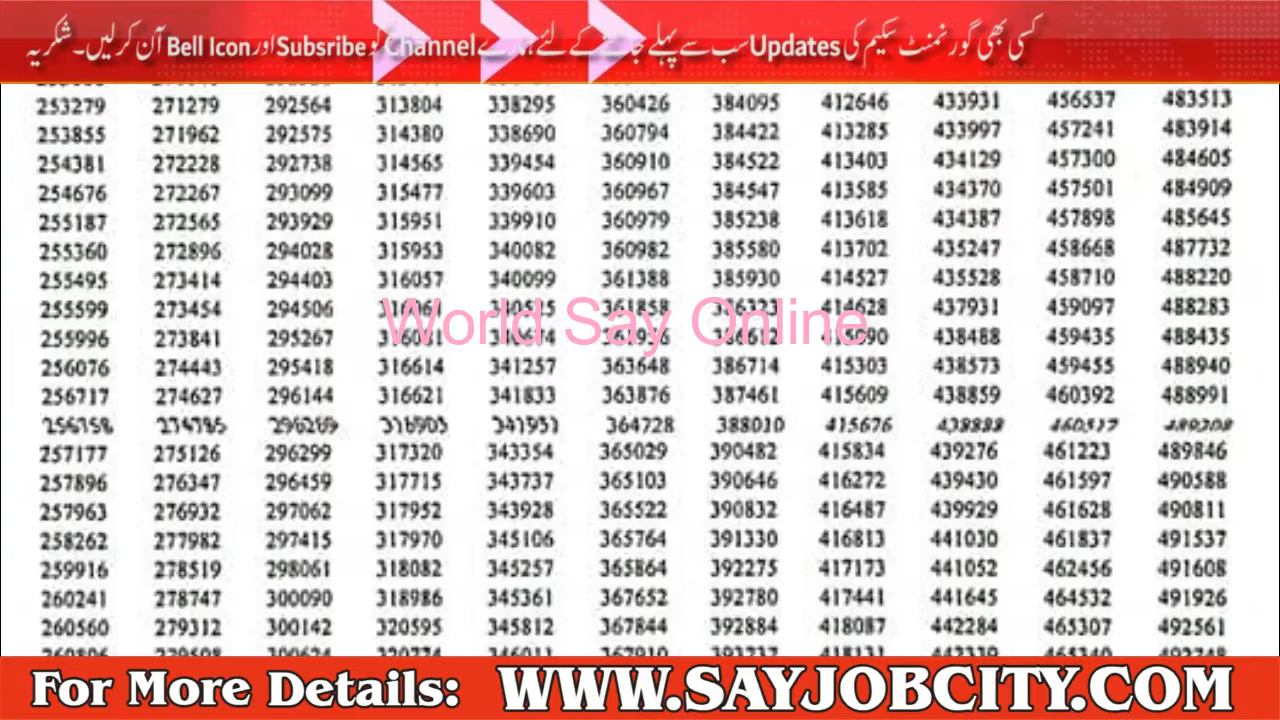 کسی بھی گورنمنٹ سکیم کی Updates سب سے پہلے جاننے کے لئے ہمارے Channel کو Subsribe اور Bell Icon آن کرلیں۔ شکریہ
253279 271279 292564 313804 338295 360426 384095 412646 433931 456537 483513
253855 271962 292575 314380 338690 360794 384422 413285 433997 457241 483914
254381 272228 292738 314565 339454 360910 384522 413403 434129 457300 484605
254676 272267 293099 315477 339603 360967 384547 413585 434370 457501 484909
255187 272565 293929 315951 339910 360979 385238 413618 434387 457898 485645
255360 272896 294028 315953 340082 360982 385580 413702 435247 458668 487732
255495 273414 294403 316057 340099 361388 385930 414527 435528 458710 488220
255599 273454 294506 361858 414628 437931 459097 488283
World Say Online
255996 273841 295267 438488 459435 488435
256076 274443 295418 316614 341257 363648 386714 415303 438573 459455 488940
256717 274627 296144 316621 341833 363876 387461 415609 438859 460392 488991
364728 388010 415676
257177 275126 296299 317320 343354 365029 390482 415834 439276 461223 489846
257896 276347 296459 317715 343737 365103 390646 416272 439430 461597 490588
257963 276932 297062 317952 343928 365522 390832 416487 439929 461628 490811
258262 277982 297415 317970 345106 365764 391330 416813 441030 461837 491537
259916 278519 298061 318082 345257 365864 392275 417173 441052 462456 491608
260241 278747 300090 318986 345361 367652 392780 417441 441645 464532 491926
260560 279312 300142 320595 345812 367844 392884 418087 442284 465307 492561
For More Details: WWW.SAYJOBCITY.COM